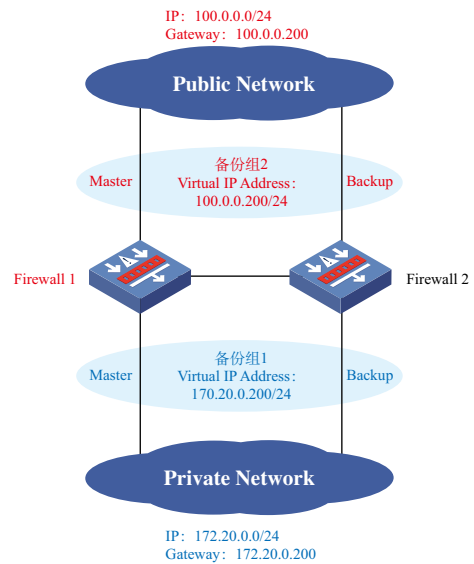 IP：100.0.0.0/24
Gateway：100.0.0.200
Public Network
备份组2
Master
Virtual IP Address：
Backup
100.0.0.200/24
Firewall 1
Firewall 2
备份组1
Master
Virtual IP Address：
Backup
170.20.0.200/24
Private Network
IP：172.20.0.0/24
Gateway：172.20.0.200